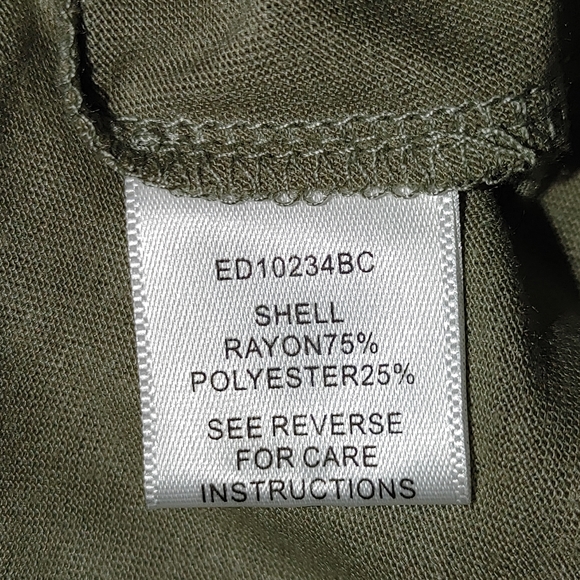 ED10234BC
SHELL
RAYON75%
POLYESTER25%
SEE REVERSE
FOR CARE
INSTRUCTIONS